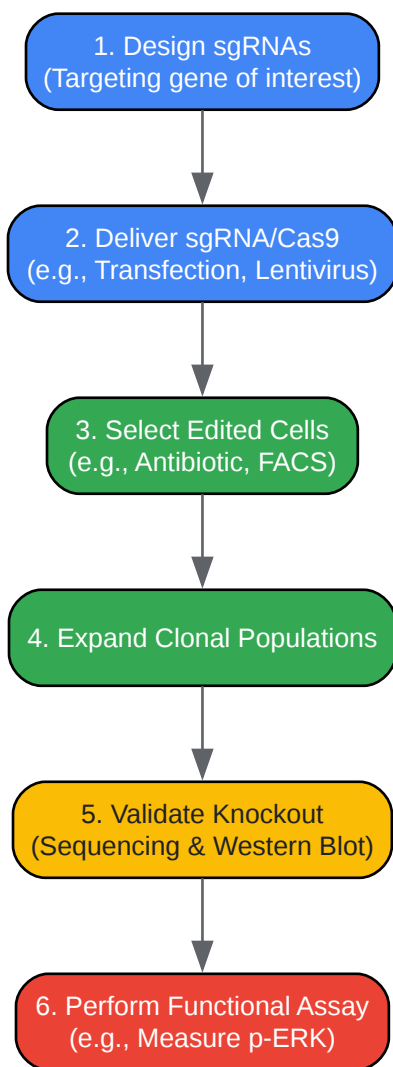 1. Design sgRNAs
(Targeting gene of interest)
2. Deliver sgRNA/Cas9
(e.g., Transfection, Lentivirus)
3. Select Edited Cells
(e.g., Antibiotic, FACS)
4. Expand Clonal Populations
5. Validate Knockout
(Sequencing & Western Blot)
6. Perform Functional Assay
(e.g., Measure p-ERK)